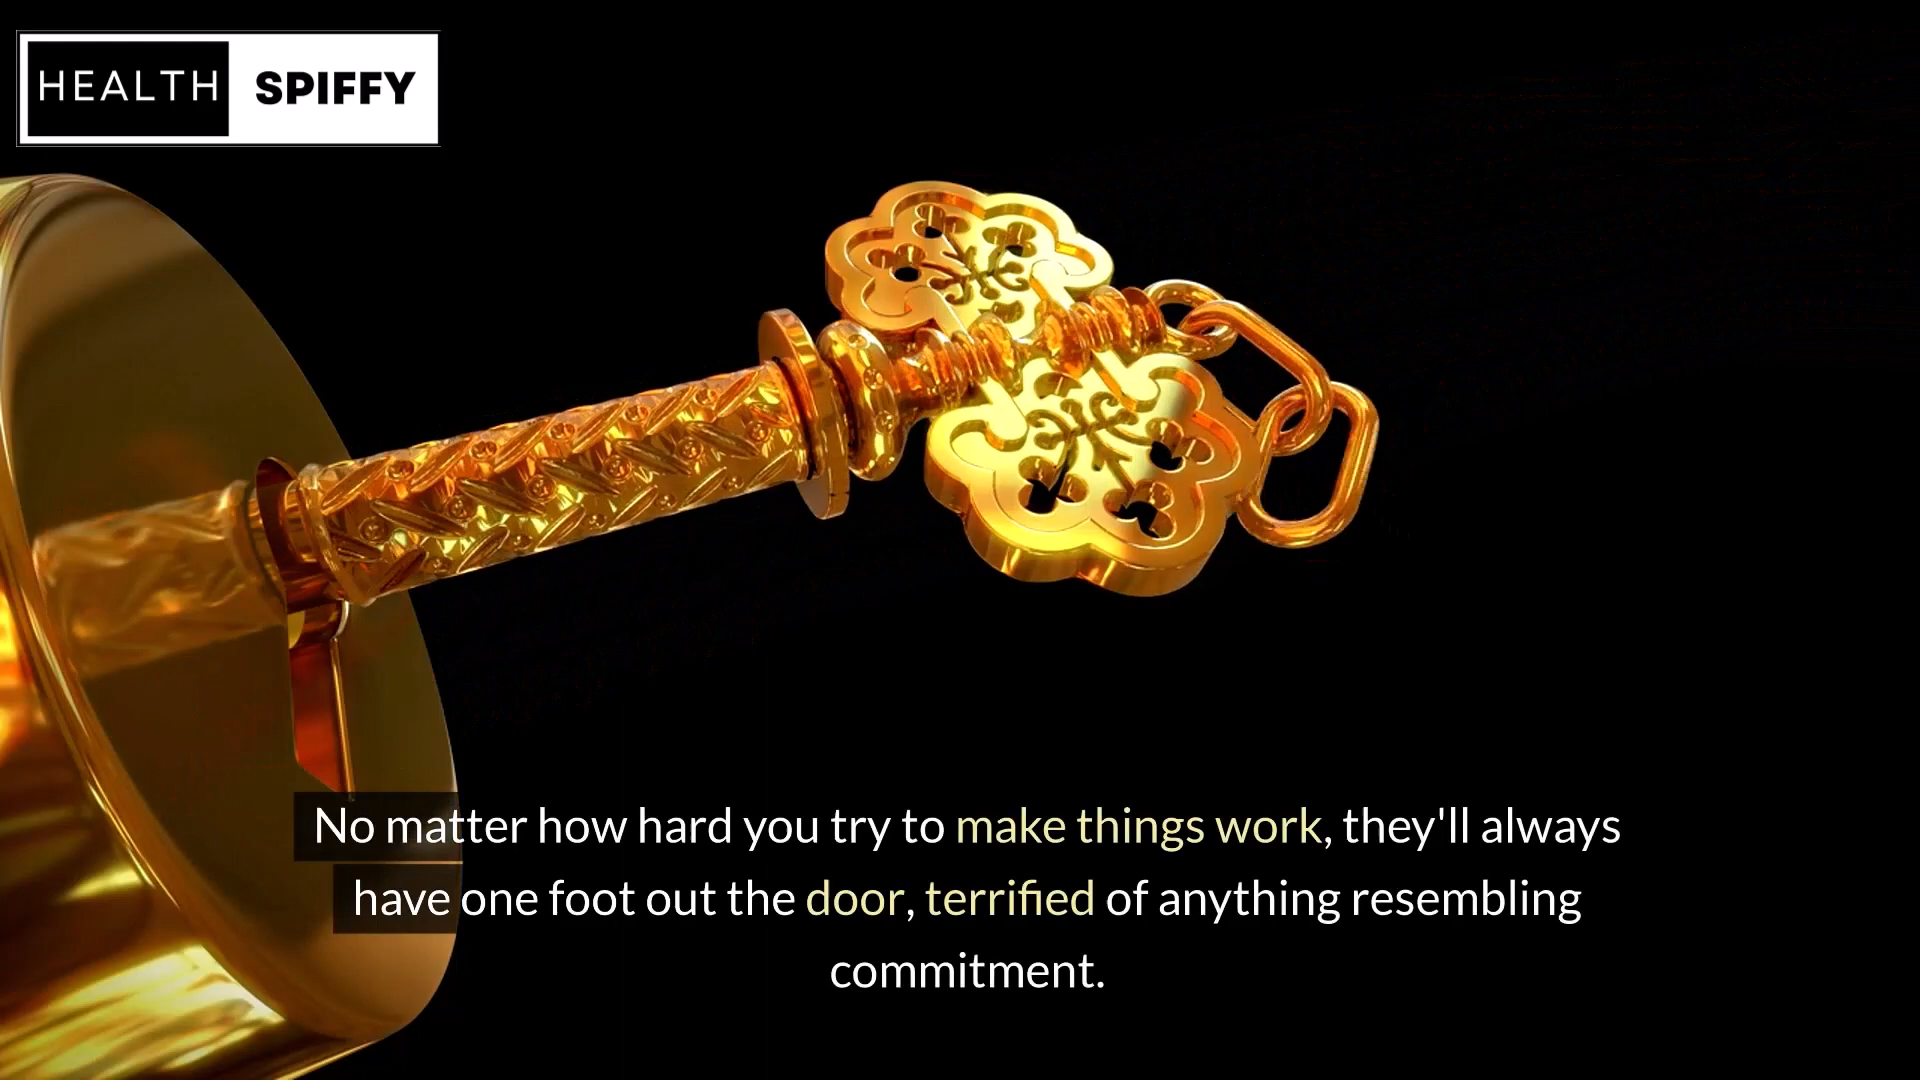 HEALTH SPIFFY
No matter how hard you try to make things work, they'll always
have one foot out the door, terrified of anything resembling
commitment.